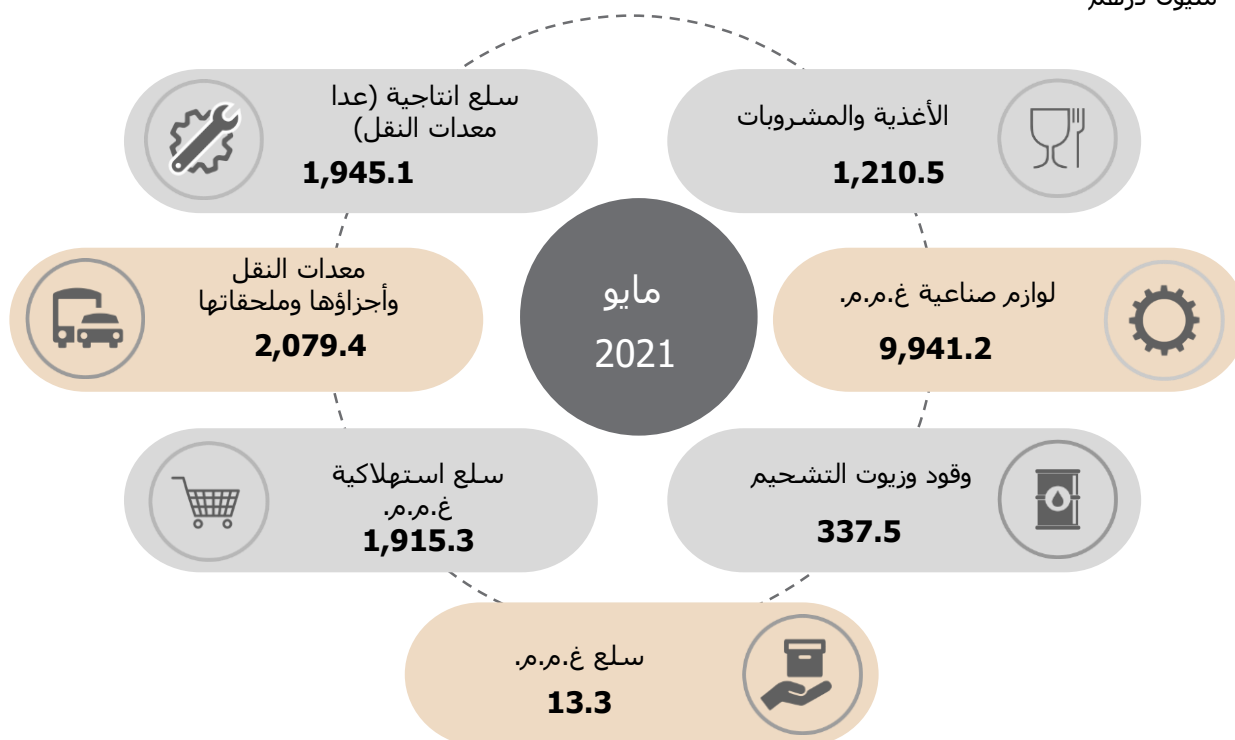 الأغذية والمشروبات
1,210.5
سلع انتاجية (عدا
معدات النقل)
1,945.1
لوازم صناعية غ.م.م.
9,941.2
مايو
2021
معدات النقل
وأجزاؤها وملحقاتها
2,079.4
وقود وزيوت التشحيم
337.5
سلع استهلاكية
غ.م.م.
1,915.3
سلع غ.م.م.
13.3